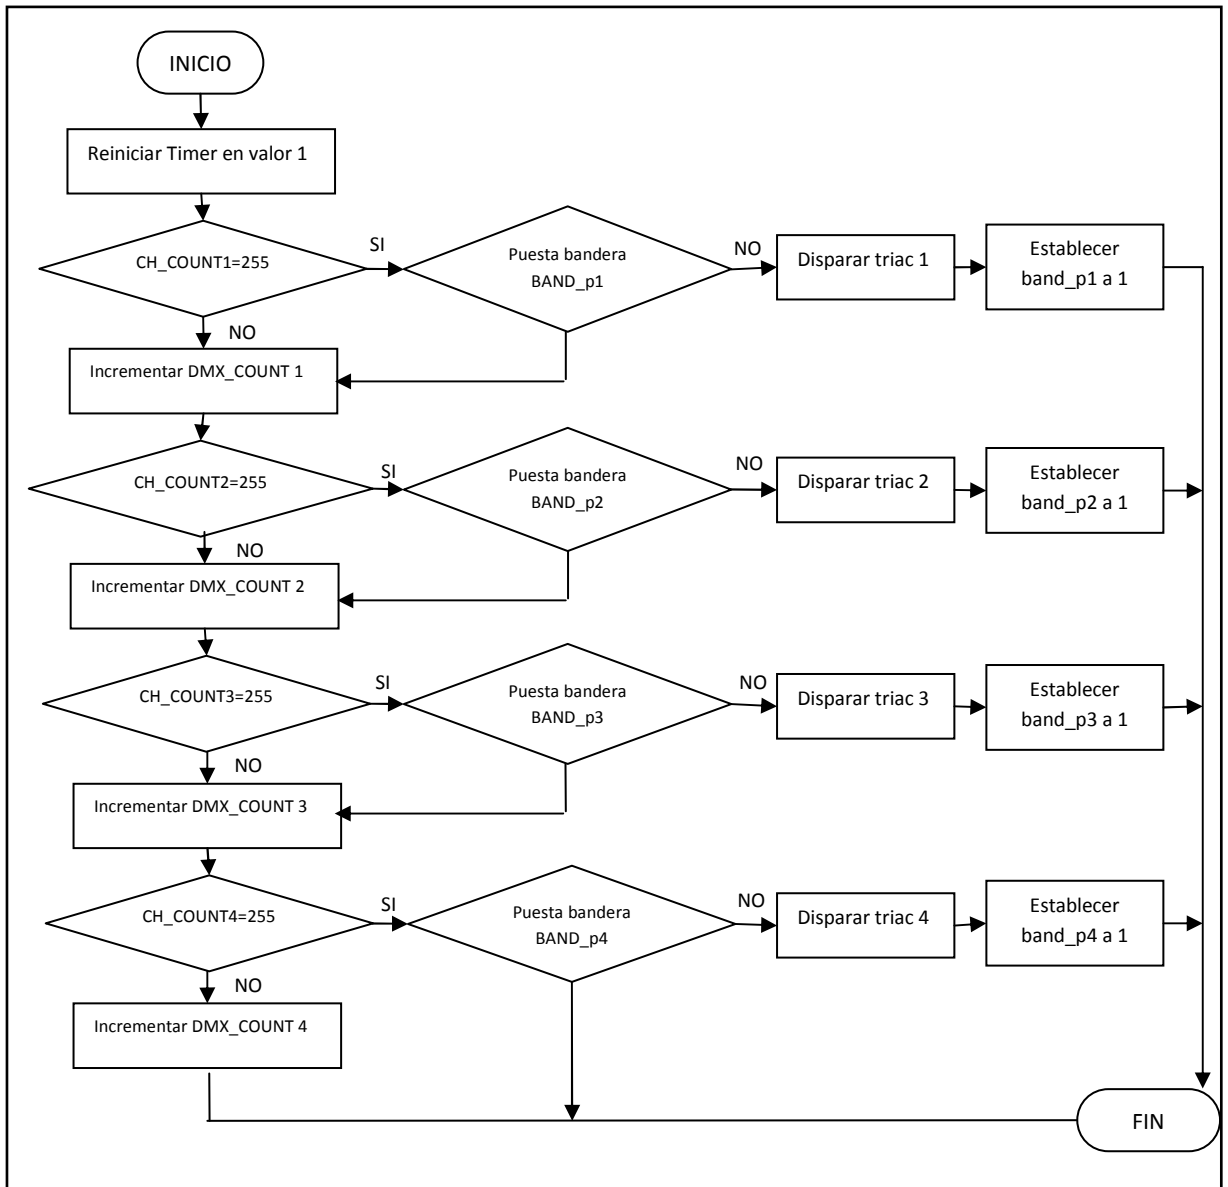 INICIO
Reiniciar Timer en valor 1
CH_COUNT1=255
SI
Puesta bandera
BAND_p1
NO
Disparar triac 1
Establecer
band_p1 a 1
NO
Incrementar DMX_COUNT 1
CH_COUNT2=255
SI
Puesta bandera
BAND_p2
NO
Disparar triac 2
Establecer
band_p2 a 1
NO
Incrementar DMX_COUNT 2
CH_COUNT3=255
SI
Puesta bandera
BAND_p3
NO
Disparar triac 3
Establecer
band_p3 a 1
NO
Incrementar DMX_COUNT 3
CH_COUNT4=255
SI
Puesta bandera
BAND_p4
NO
Disparar triac 4
Establecer
band_p4 a 1
NO
Incrementar DMX_COUNT 4
FIN